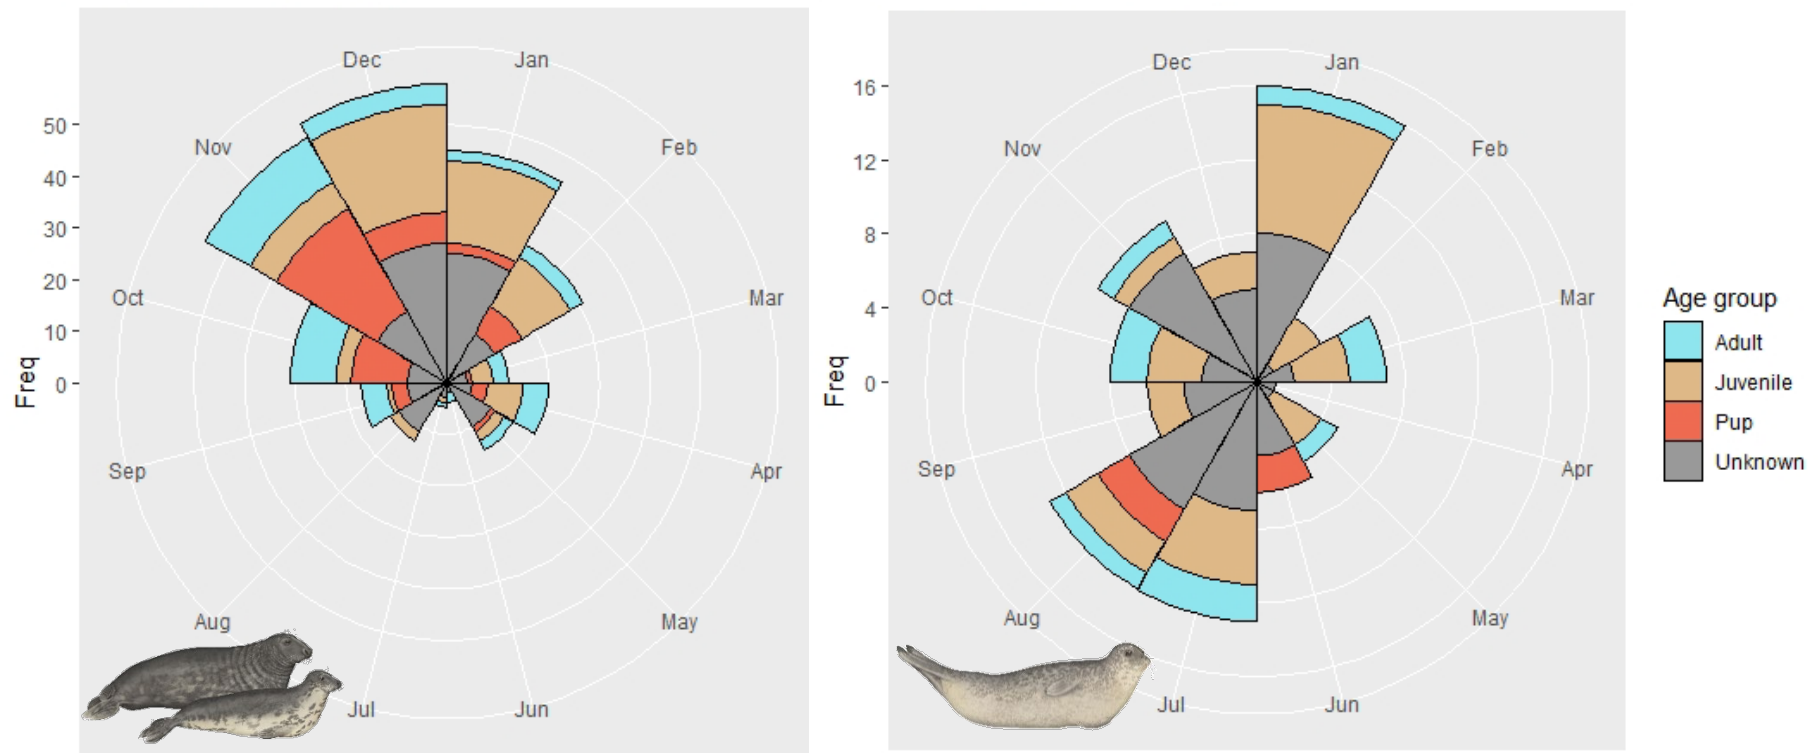 Dec
Jan
Nov
Feb
Oct
Mar
Sep
Apr
Aug
May
Jul
Jun
50
40
30
20
10
0
Freq
Dec
Jan
Nov
Feb
Oct
Mar
Sep
Apr
Aug
May
Jul
Jun
16
12
8
4
0
Freq
Age group
Adult
Juvenile
Pup
Unknown